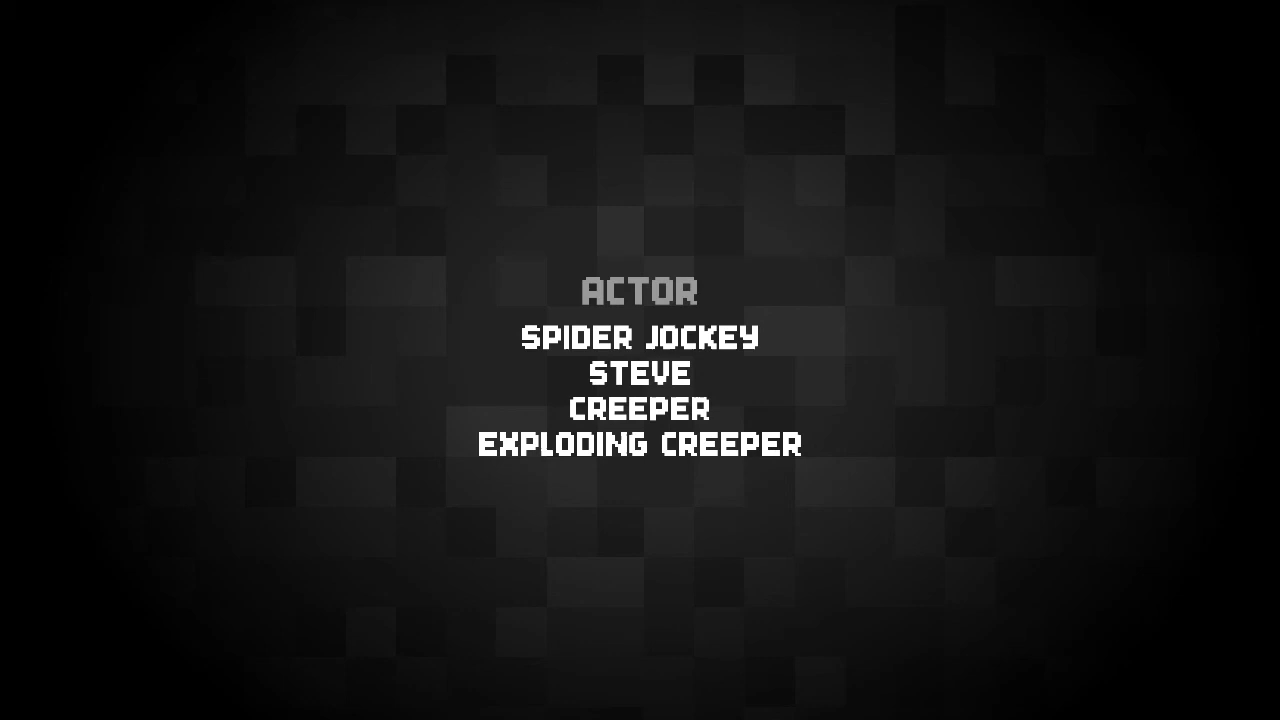 ACTOR
SPIDER JOCKEY
STEVE
CREEPER
EXPLODING CREEPER